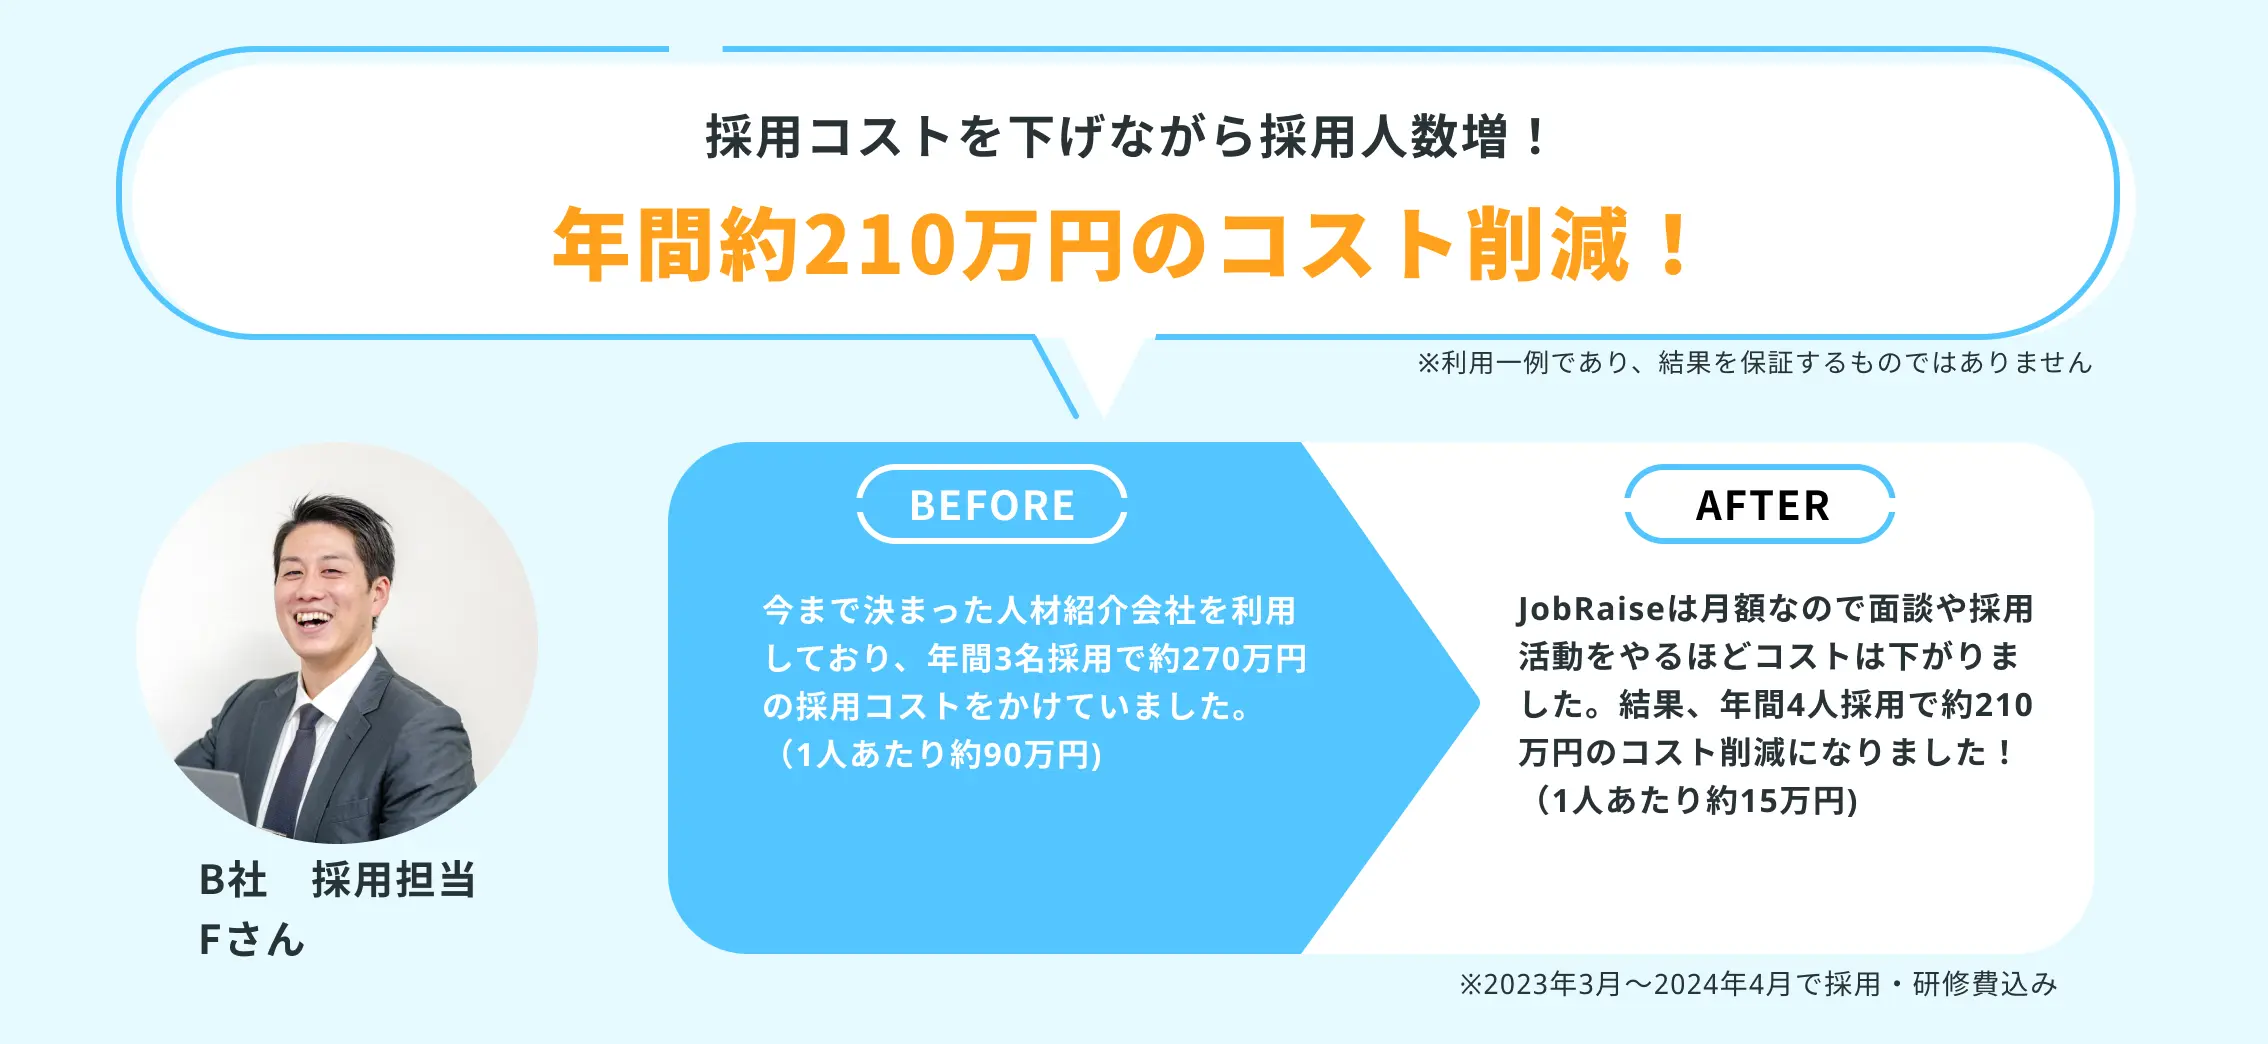 採用コストを下げながら採用人数増！
年間約210万円のコスト削減！
※利用一例であり、結果を保証するものではありません
BEFORE
今まで決まった人材紹介会社を利用
しており、年間3名採用で約270万円
の採用コストをかけていました。
（1人あたり約90万円)
AFTER
JobRaiseは月額なので面談や採用
活動をやるほどコストは下がりま
した。結果、年間4人採用で約210
万円のコスト削減になりました！
（1人あたり約15万円)
B社　採用担当
Fさん
※2023年3月〜2024年4月で採用・研修費込み